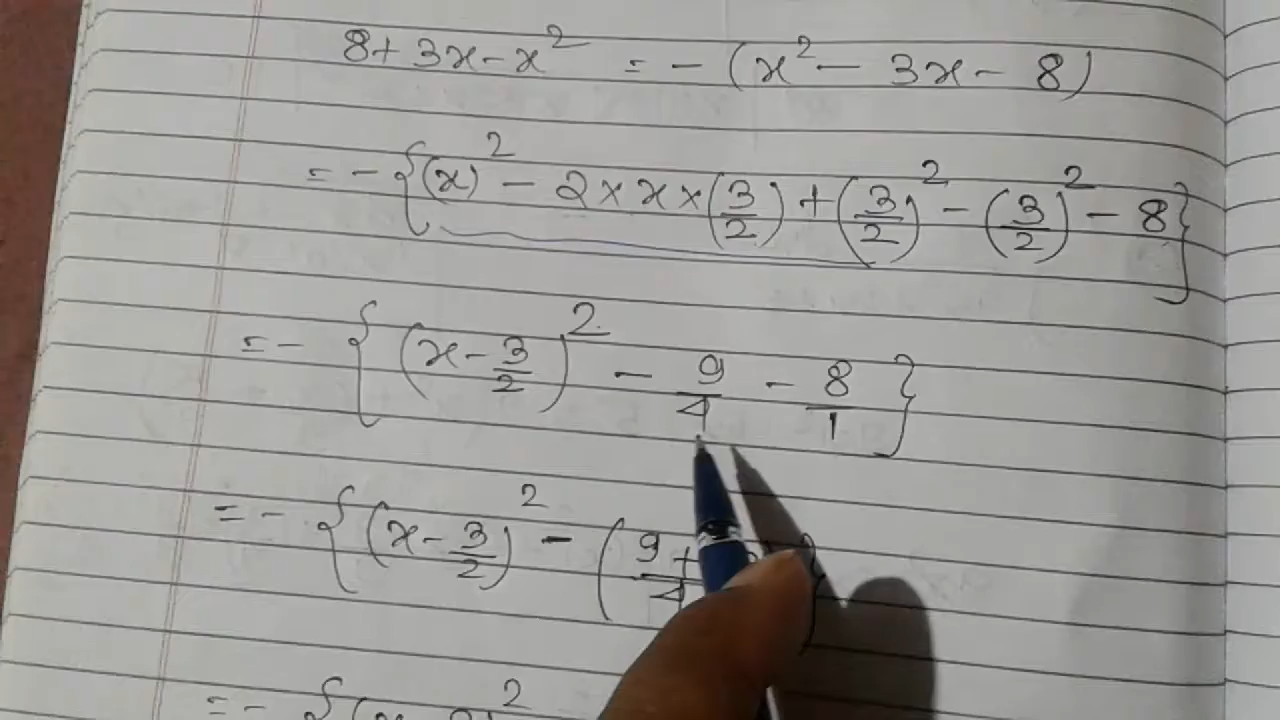 8+3x-x² = -(x²- 3x- 8)
= -{(x)² - 2×x×(3/2)+(3/2)² -(3/2)² - 8}
= - {(x-3/2)² - 9/4 - 8/1}
= - {(x-3/2)² - (9/4 +
= - {(x-